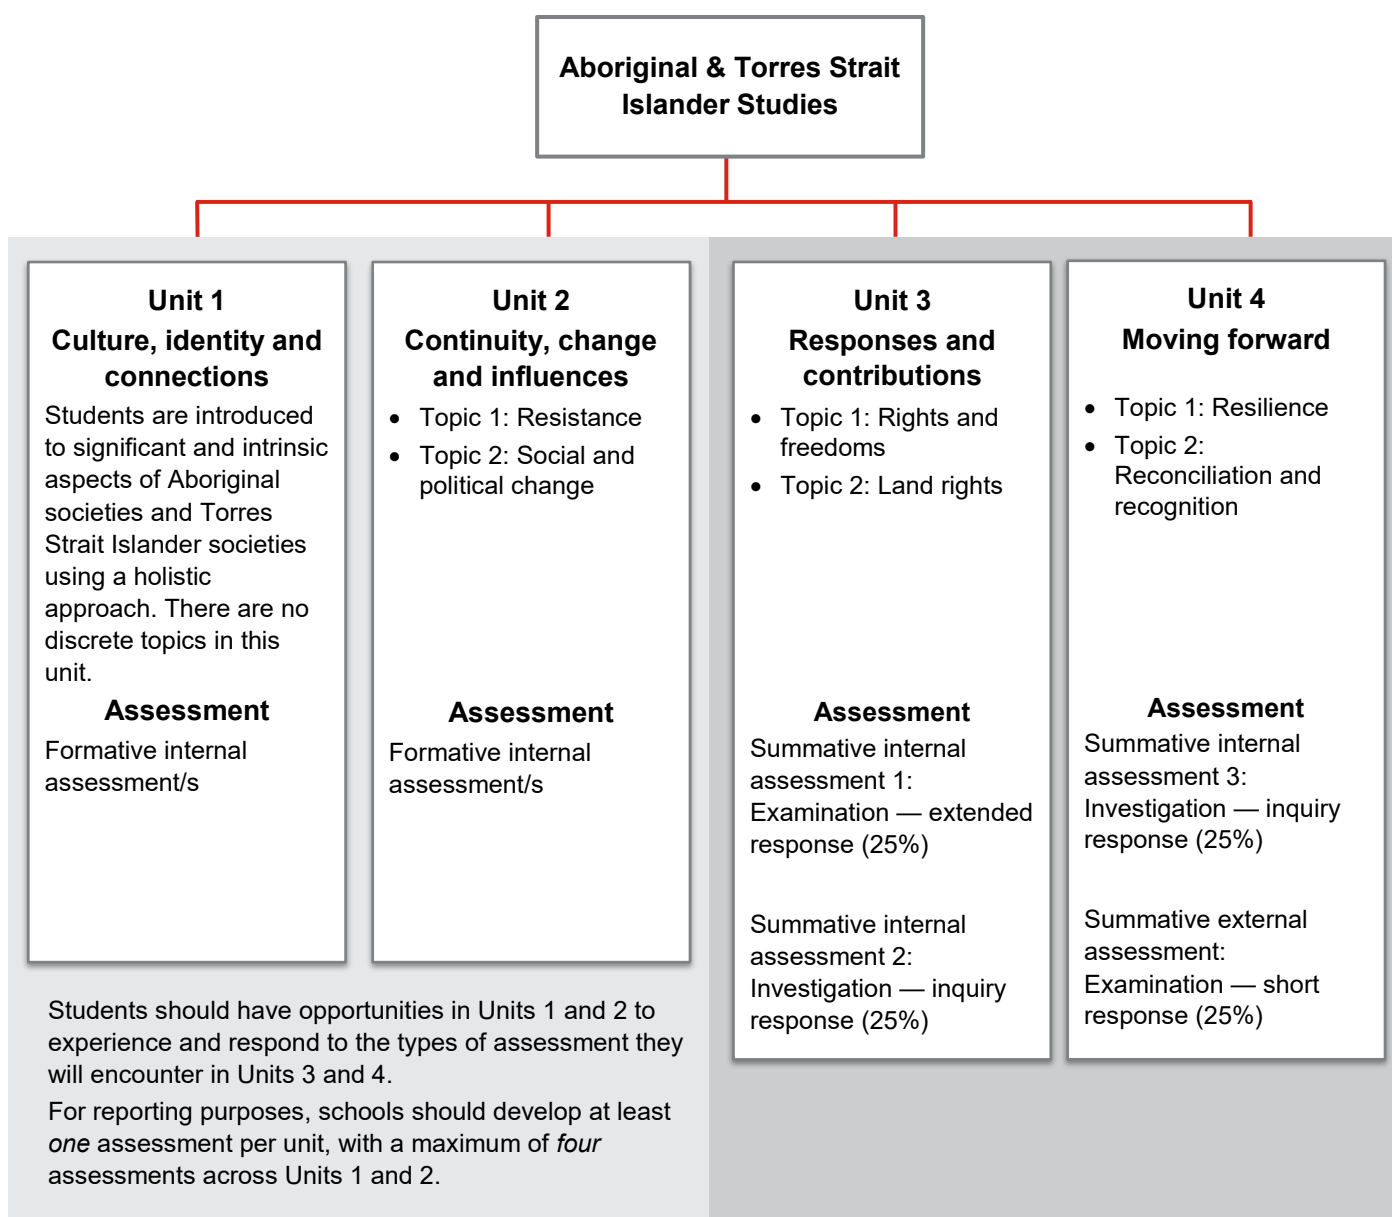 Aboriginal & Torres Strait
Islander Studies
Unit 1
Culture, identity and
connections
Students are introduced
to significant and intrinsic
aspects of Aboriginal
societies and Torres
Strait Islander societies
using a holistic
approach. There are no
discrete topics in this
unit.
Assessment
Formative internal
assessment/s
Unit 2
Continuity, change
and influences
• Topic 1: Resistance
• Topic 2: Social and
political change
Assessment
Formative internal
assessment/s
Students should have opportunities in Units 1 and 2 to
experience and respond to the types of assessment they
will encounter in Units 3 and 4.
For reporting purposes, schools should develop at least
one assessment per unit, with a maximum of four
assessments across Units 1 and 2.
Unit 3
Responses and
contributions
• Topic 1: Rights and
freedoms
• Topic 2: Land rights
Assessment
Summative internal
assessment 1:
Examination — extended
response (25%)
Summative internal
assessment 2:
Investigation — inquiry
response (25%)
Unit 4
Moving forward
• Topic 1: Resilience
• Topic 2:
Reconciliation and
recognition
Assessment
Summative internal
assessment 3:
Investigation — inquiry
response (25%)
Summative external
assessment:
Examination — short
response (25%)